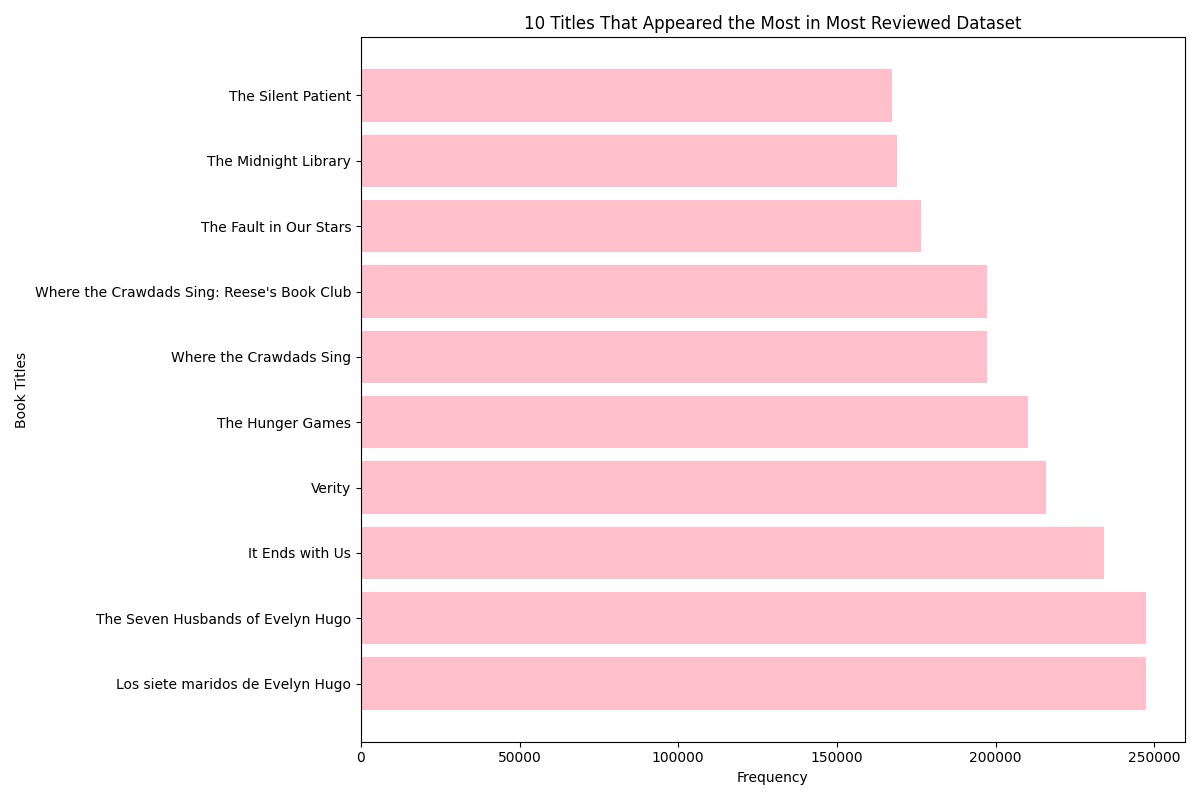 10 Titles That Appeared the Most in Most Reviewed Dataset
Book Titles
The Silent Patient
The Midnight Library
The Fault in Our Stars
Where the Crawdads Sing: Reese's Book Club
Where the Crawdads Sing
The Hunger Games
Verity
It Ends with Us
The Seven Husbands of Evelyn Hugo
Los siete maridos de Evelyn Hugo
0 50000 100000 150000 200000 250000
Frequency